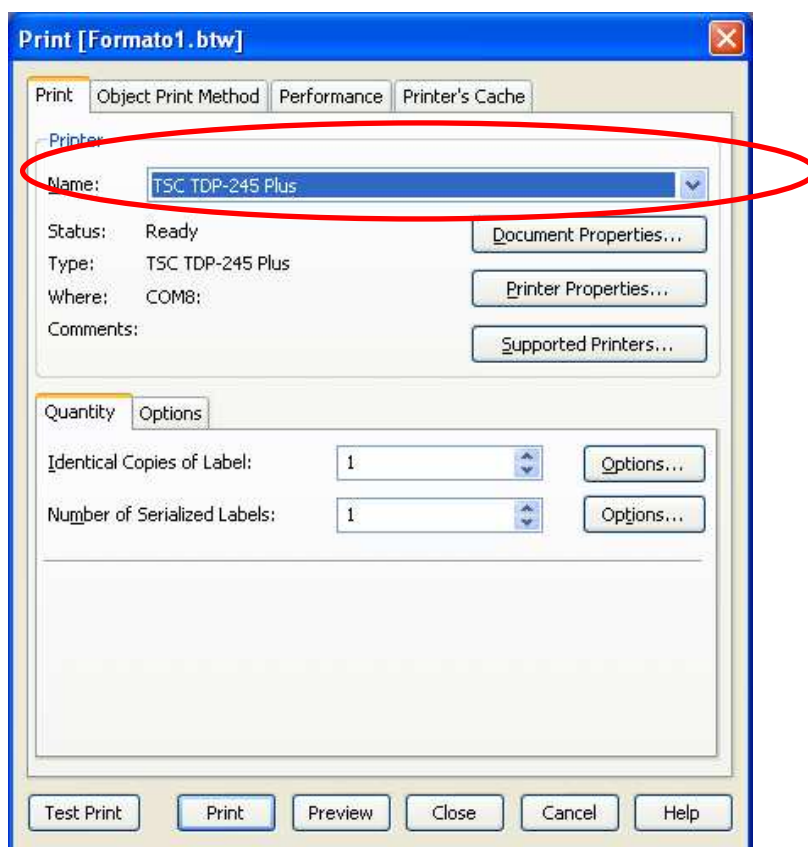 Print [Formato1.btw]
Print Object Print Method Performance Printer's Cache
Printer
Name: TSC TDP-245 Plus
Status: Ready Document Properties...
Type: TSC TDP-245 Plus
Where: COM8: Printer Properties...
Comments:
Supported Printers...
Quantity Options
Identical Copies of Label: 1 Options...
Number of Serialized Labels: 1 Options...
Test Print Print Preview Close Cancel Help